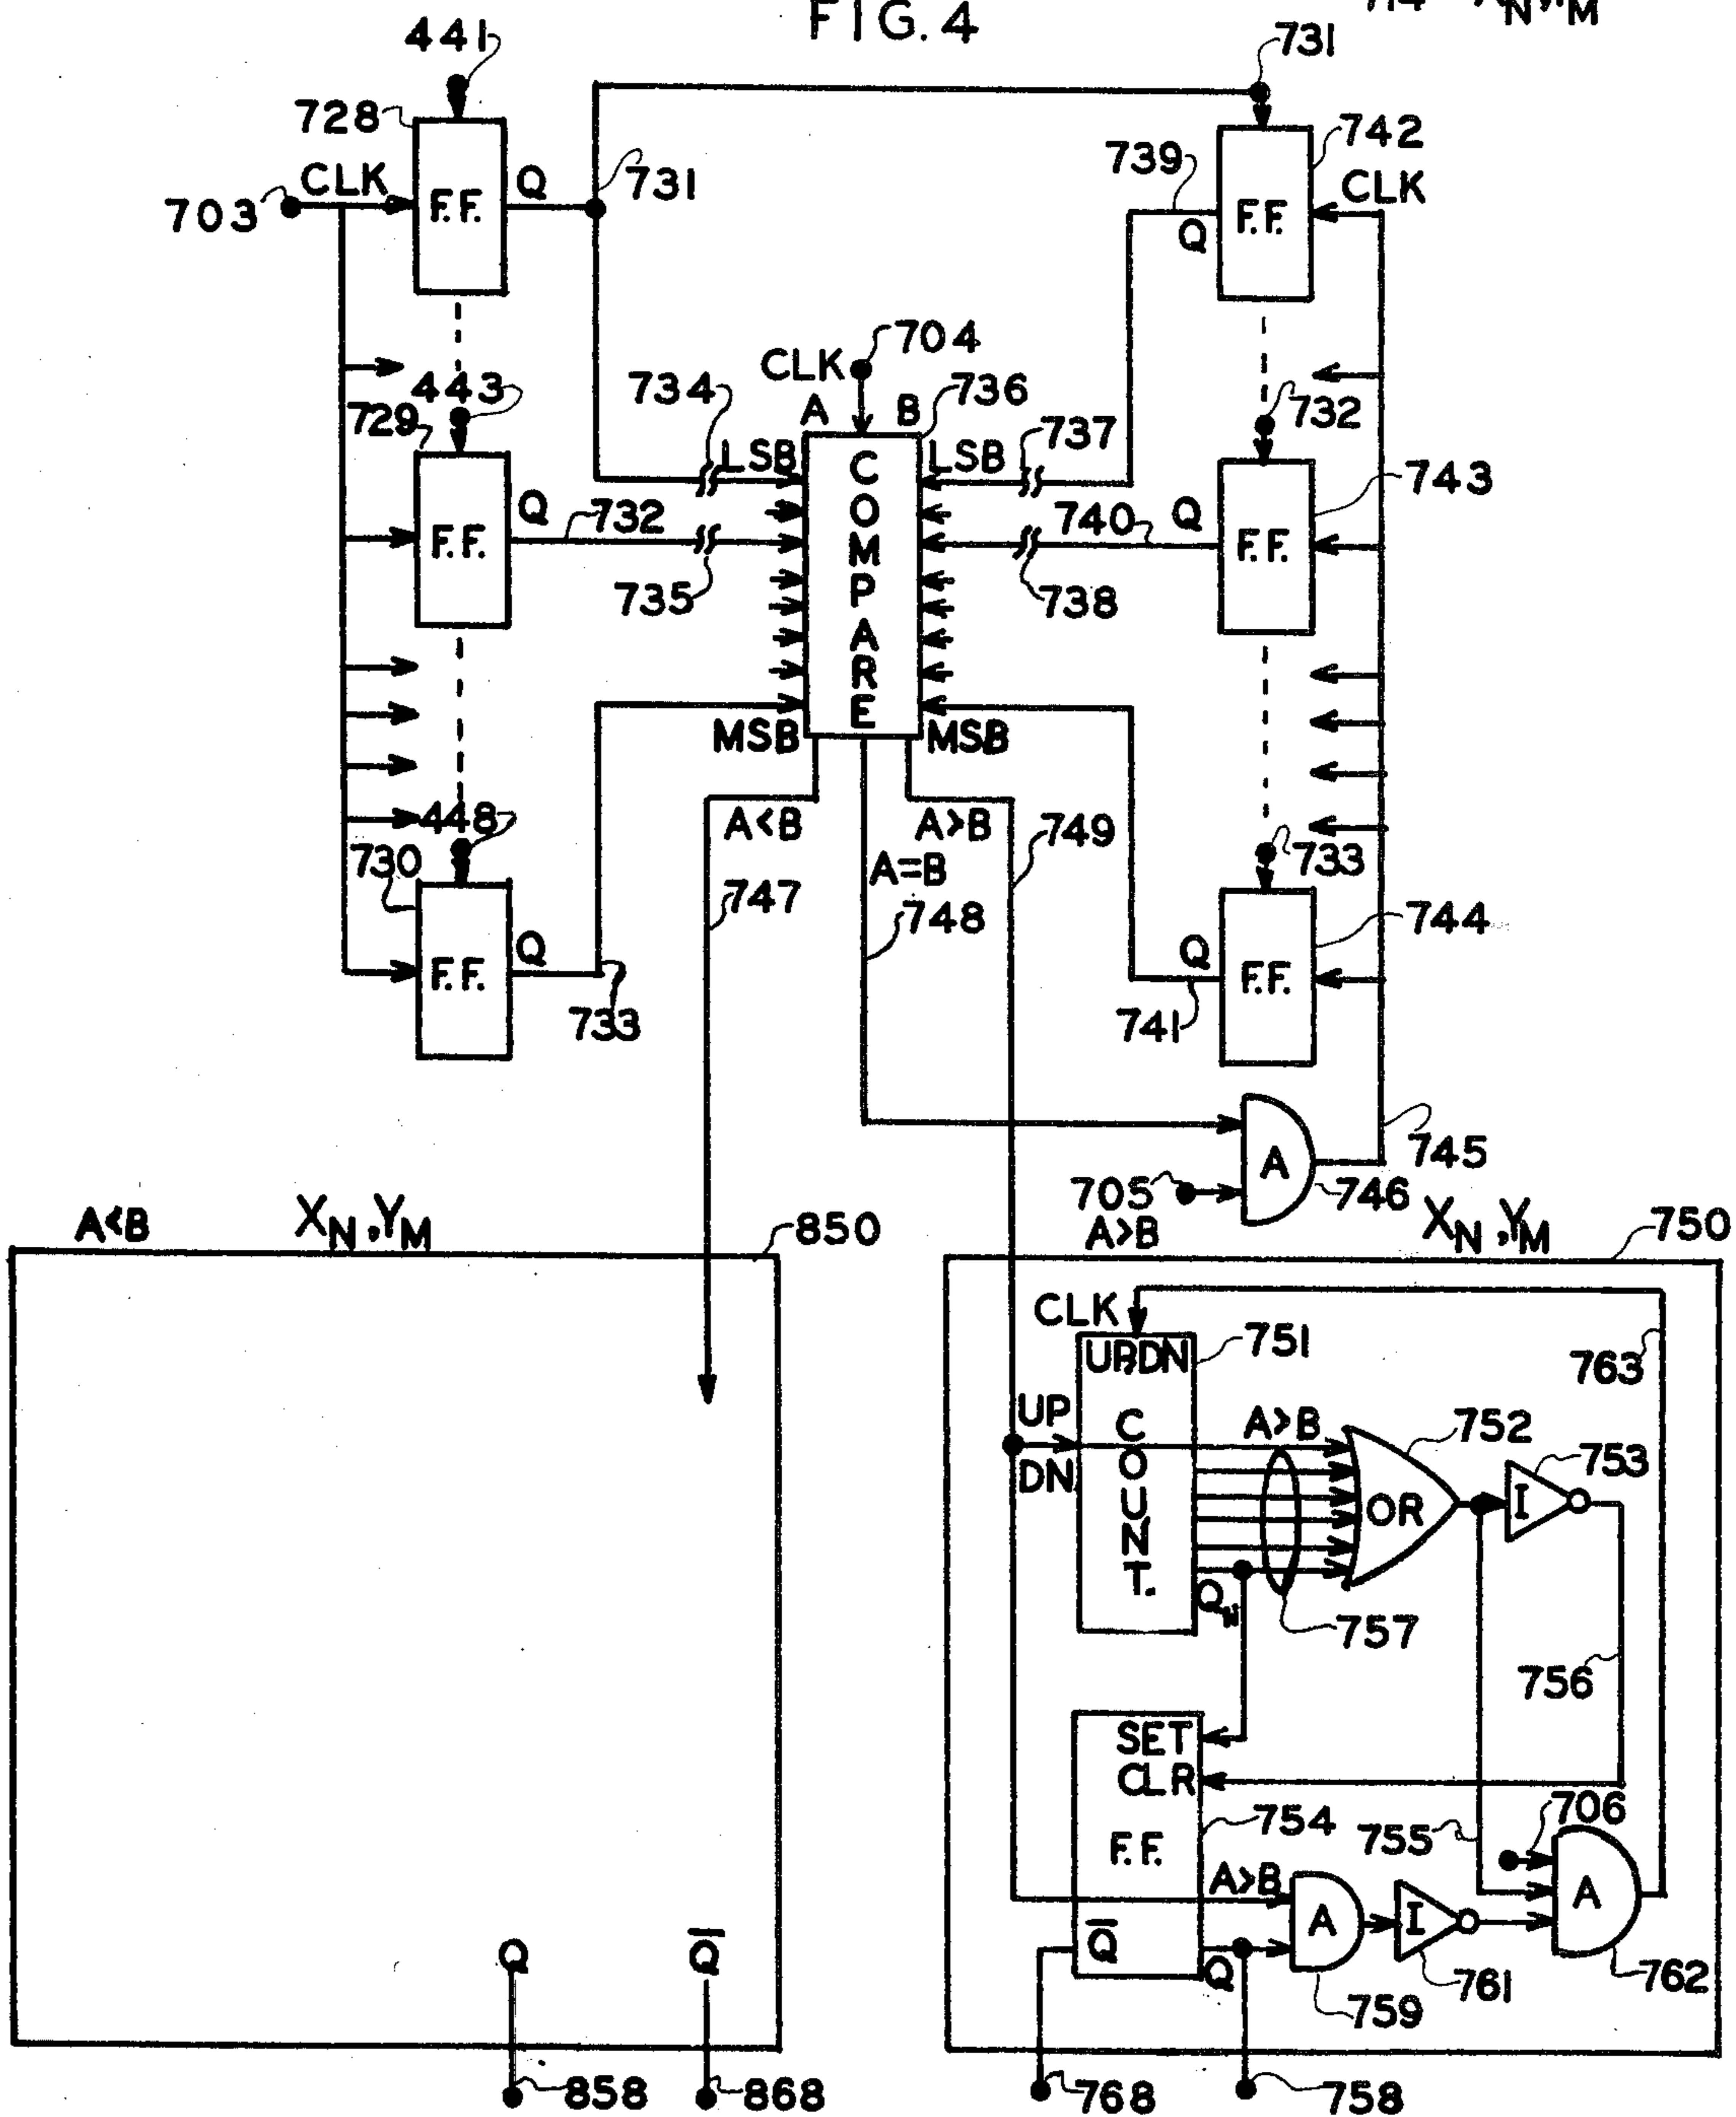 FIG. 4
714 XN,YM
441
731
728
742
CLK
Q
731
739
CLK
703
F.F.
F.F.
Q
704
CLK
443
734
A B
736
732
729
LSB
LSB
737
743
Q
732
C
O
M
P
A
R
E
740
Q
F.F.
F.F.
735
738
MSB
MSB
448
A<B
A>B
749
733
730
A=B
747
748
744
Q
Q
F.F.
F.F.
733
741
A
745
705
746
A<B
XN,YM
850
A>B
XN,YM
750
CLK
UP,DN
751
763
UP
DN
C
O
U
N
T.
A>B
752
753
OR
I
QN
757
756
SET
CLR
706
754
755
F.F.
A>B
A
A
I
Q
Q̅
Q̅
Q
761
762
759
858
868
768
758